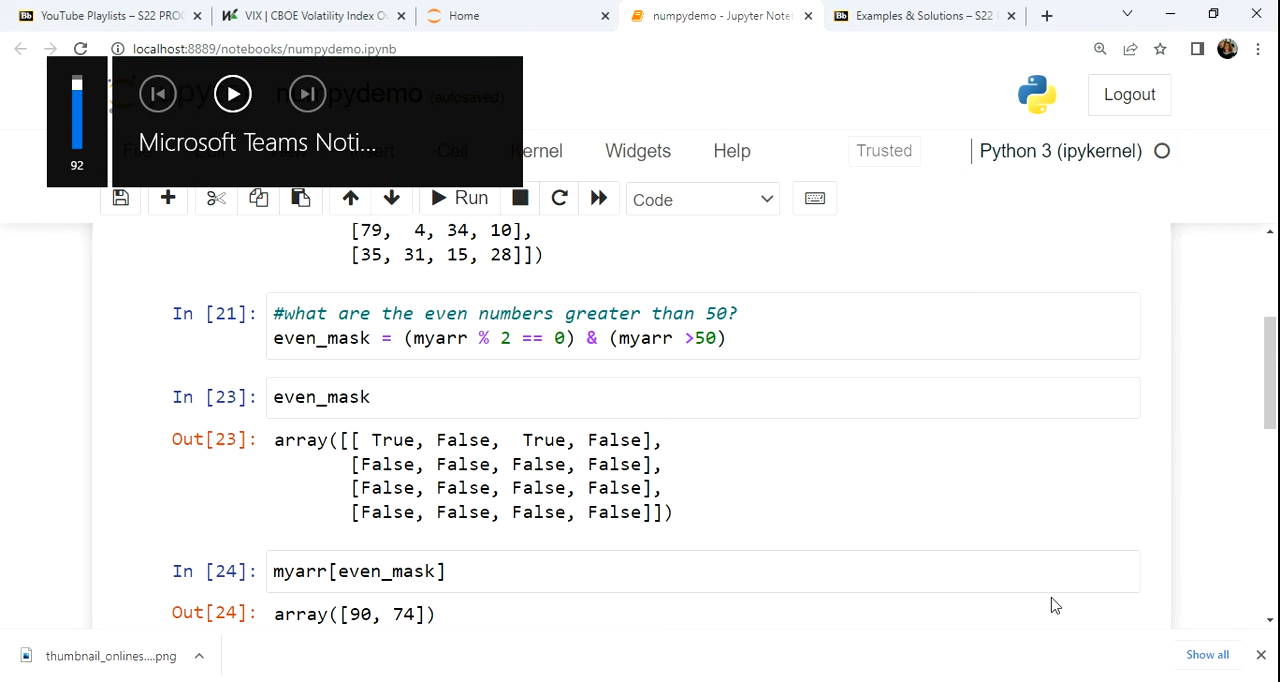 YouTube Playlists – S22 PRO
VIX | CBOE Volatility Index O
Home
numpydemo - Jupyter Note
Examples & Solutions – S22
localhost:8889/notebooks/numpydemo.ipynb
numpydemo (autosaved)
Logout
Microsoft Teams Noti...
92
Kernel Widgets Help
Trusted
Python 3 (ipykernel)
Run
Code
[79, 4, 34, 10],
[35, 31, 15, 28]])
In [21]: #what are the even numbers greater than 50?
even_mask = (myarr % 2 == 0) & (myarr >50)
In [23]: even_mask
Out[23]: array([[ True, False, True, False],
[False, False, False, False],
[False, False, False, False],
[False, False, False, False]])
In [24]: myarr[even_mask]
Out[24]: array([90, 74])
thumbnail_onlines....png
Show all